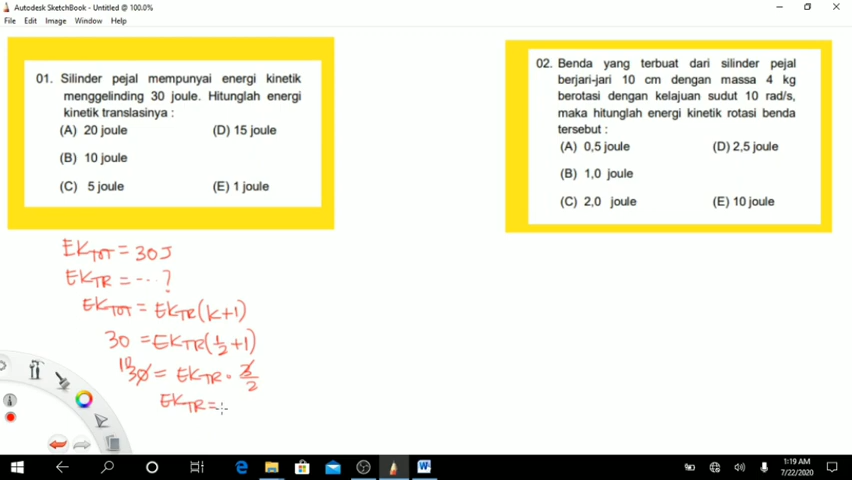 Autodesk SketchBook - Untitled @ 100.0%
File Edit Image Window Help
01. Silinder pejal mempunyai energi kinetik
menggelinding 30 joule. Hitunglah energi
kinetik translasinya :
(A) 20 joule (D) 15 joule
(B) 10 joule
(C) 5 joule (E) 1 joule
02. Benda yang terbuat dari silinder pejal
berjari-jari 10 cm dengan massa 4 kg
berotasi dengan kelajuan sudut 10 rad/s,
maka hitunglah energi kinetik rotasi benda
tersebut :
(A) 0,5 joule (D) 2,5 joule
(B) 1,0 joule
(C) 2,0 joule (E) 10 joule
EKTOT = 30J
EKTR = ... ?
EKTOT = EKTR(k+1)
30 = EKTR(1/2+1)
10 30 = EKTR . 3/2
EKTR =
1:19 AM
7/22/2020